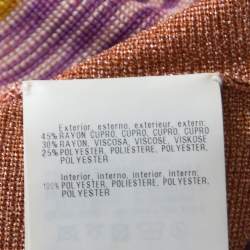 Exterior, externo, exterieur, extern:
45% RAYON CUPRO, CUPRO, CUPRO, CUPRO
30% RAYON, VISCOSA, VISCOSE, VISKOSE
25% POLYESTER, POLIESTERE, POLYESTER,
POLYESTER
Interior, interno, interior, intern,
100% POLYESTER, POLIESTERE, POLYESTER,
POLYESTER